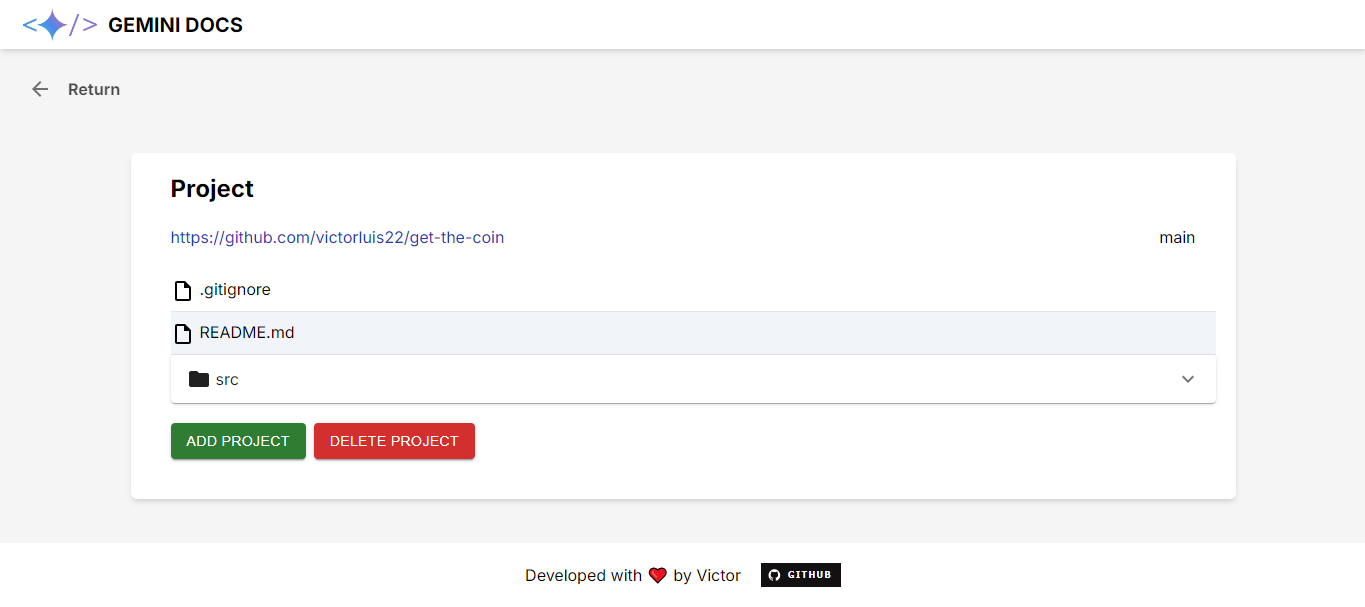 GEMINI DOCS
Return
Project
https://github.com/victorluis22/get-the-coin main
.gitignore
README.md
src
ADD PROJECT DELETE PROJECT
Developed with ❤ by Victor GITHUB